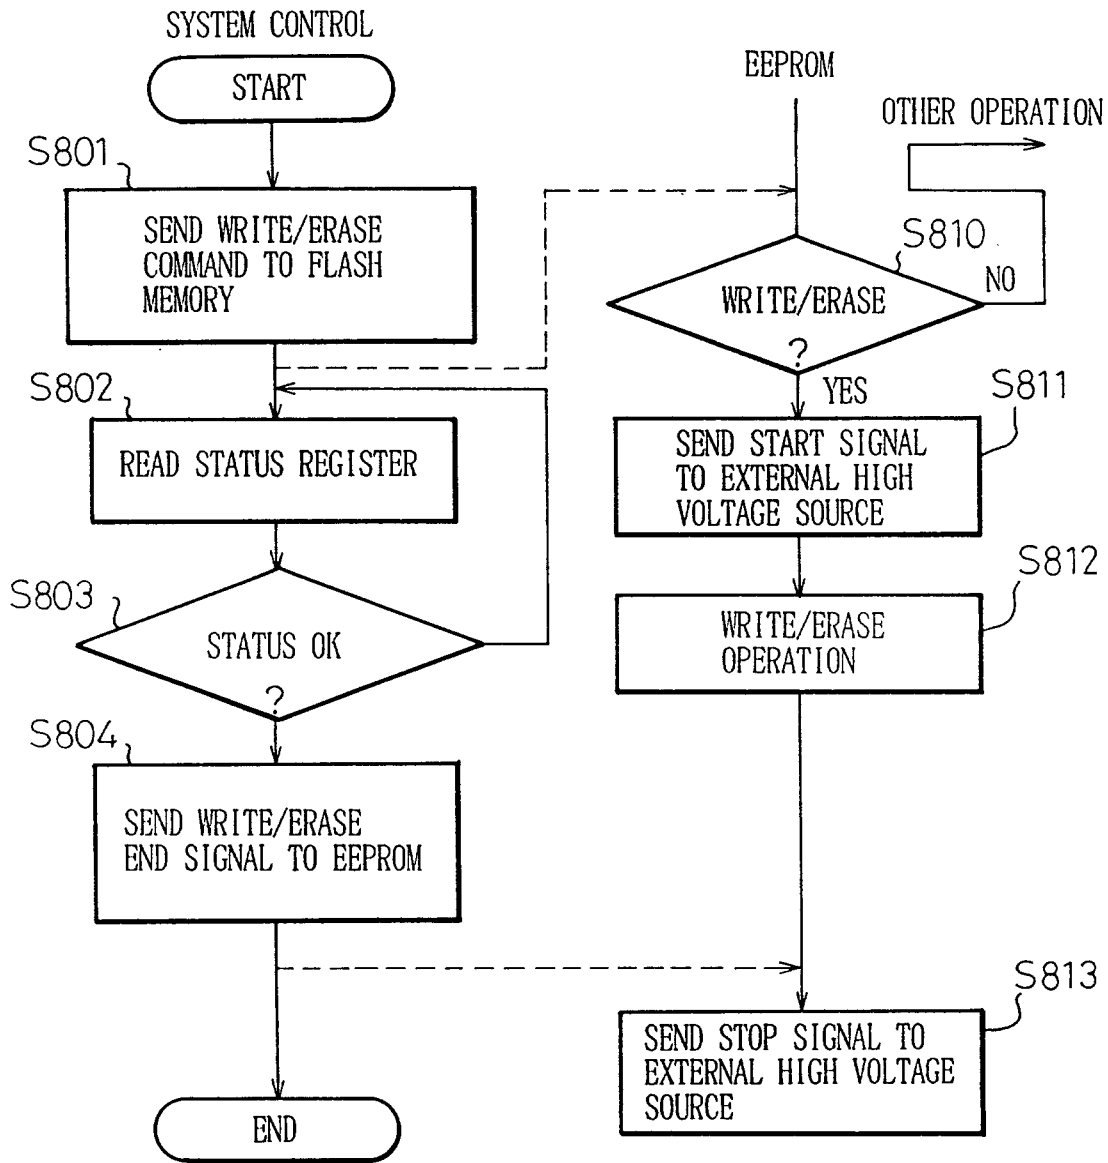 SYSTEM CONTROL
START
S801
SEND WRITE/ERASE
COMMAND TO FLASH
MEMORY
S802
READ STATUS REGISTER
S803
STATUS OK
?
S804
SEND WRITE/ERASE
END SIGNAL TO EEPROM
END
EEPROM
OTHER OPERATION
S810
WRITE/ERASE
?
NO
YES
S811
SEND START SIGNAL
TO EXTERNAL HIGH
VOLTAGE SOURCE
S812
WRITE/ERASE
OPERATION
S813
SEND STOP SIGNAL TO
EXTERNAL HIGH VOLTAGE
SOURCE